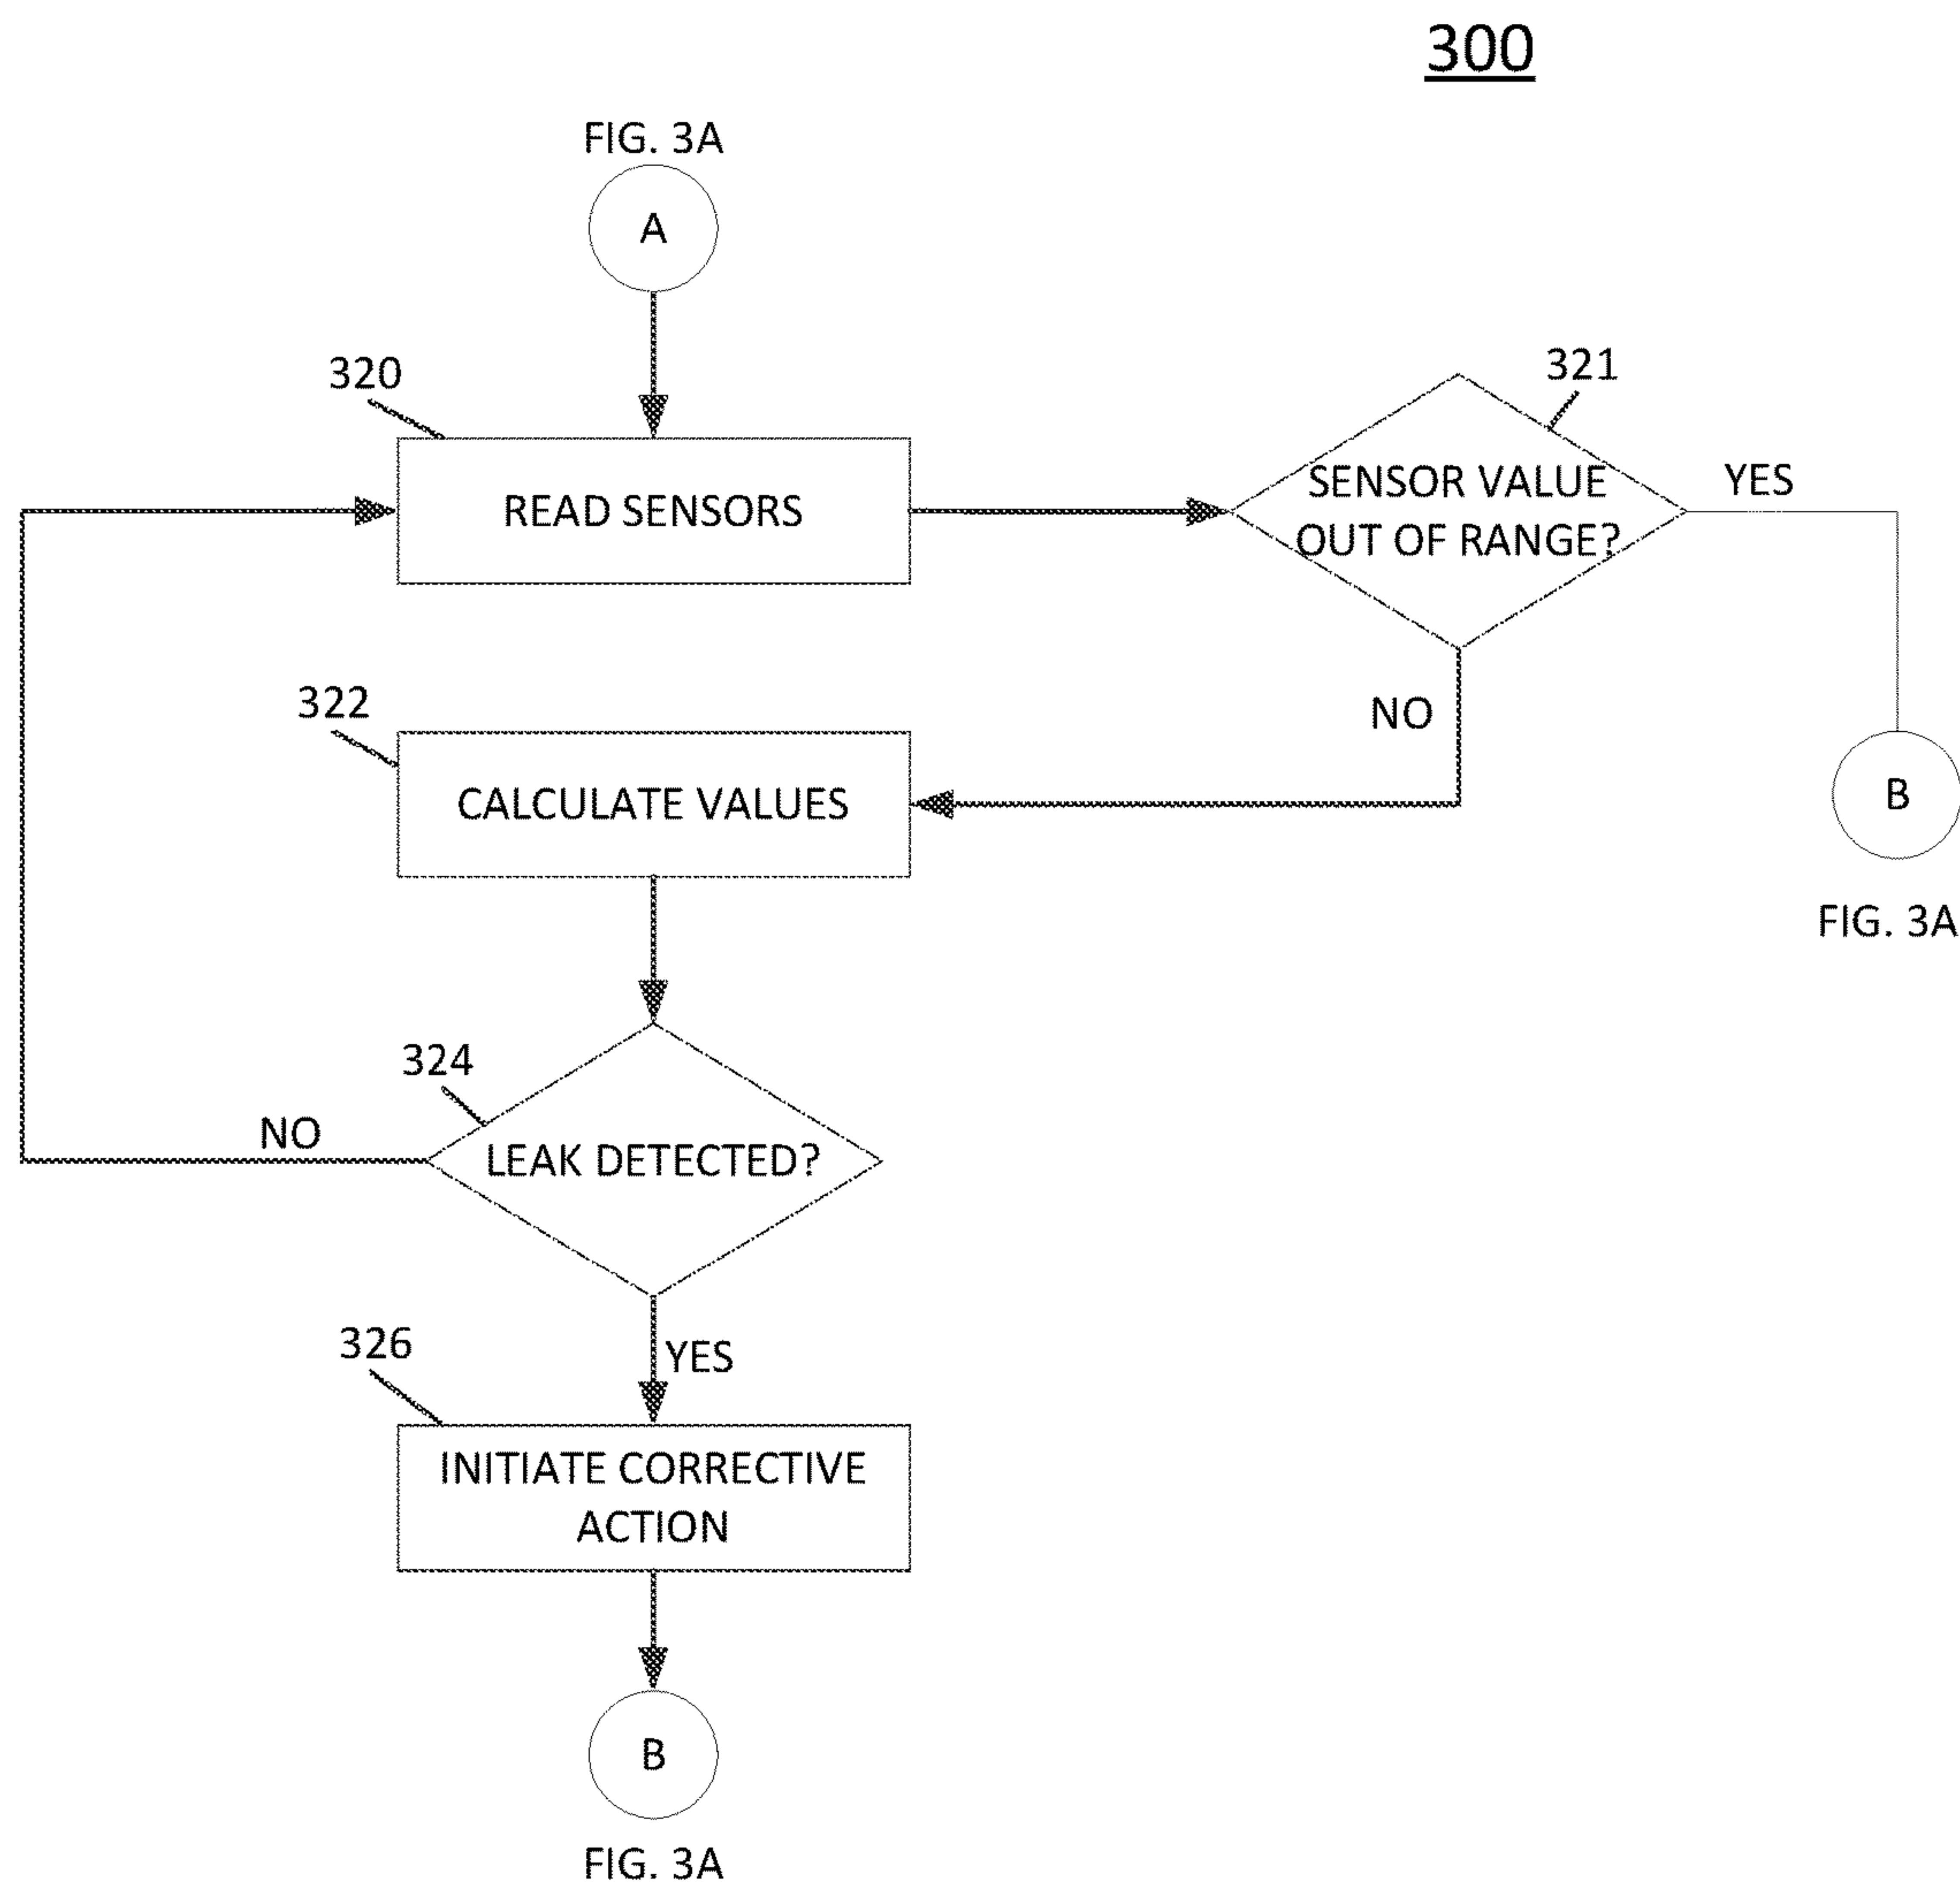 300
FIG. 3A
A
320
321
READ SENSORS
SENSOR VALUE
OUT OF RANGE?
YES
322
NO
CALCULATE VALUES
B
FIG. 3A
324
NO
LEAK DETECTED?
326
YES
INITIATE CORRECTIVE
ACTION
B
FIG. 3A